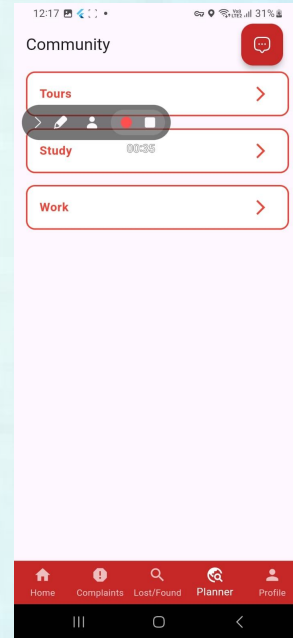 12:17 31%
Community
Tours
Study
00:35
Work
Home Complaints Lost/Found Planner Profile